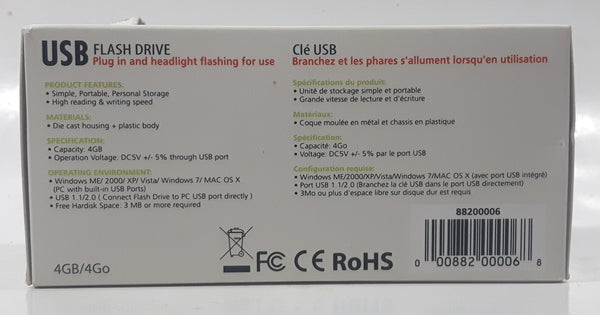 USB FLASH DRIVE
Plug in and headlight flashing for use
PRODUCT FEATURES:
• Simple, Portable, Personal Storage
• High reading & writing speed
MATERIALS:
• Die cast housing + plastic body
SPECIFICATION:
• Capacity: 4GB
• Operation Voltage: DC5V +/- 5% through USB port
OPERATING ENVIRONMENT:
• Windows ME/ 2000/ XP/ Vista/ Windows 7/ MAC OS X
(PC with built-in USB Ports)
• USB 1.1/2.0 ( Connect Flash Drive to PC USB port directly )
• Free Hardisk Space: 3 MB or more required
4GB/4Go
Clé USB
Branchez et les phares s'allument lorsqu'en utilisation
Spécifications du produit:
• Unité de stockage simple et portable
• Grande vitesse de lecture et d'écriture
Matériaux:
• Coque moulée en métal et chassis en plastique
Spécification:
• Capacité: 4Go
• Voltage: DC5V +/- 5% par le port USB
Configuration requise:
• Windows ME/2000/XP/Vista/Windows 7/MAC OS X (avec port USB intégré)
• Port USB 1.1/2.0 (Branchez la clé USB dans le port USB directement)
• 3Mo ou plus d'espace libre sur disque dur est requis
FC CE RoHS
88200006
0 00882 00006 8